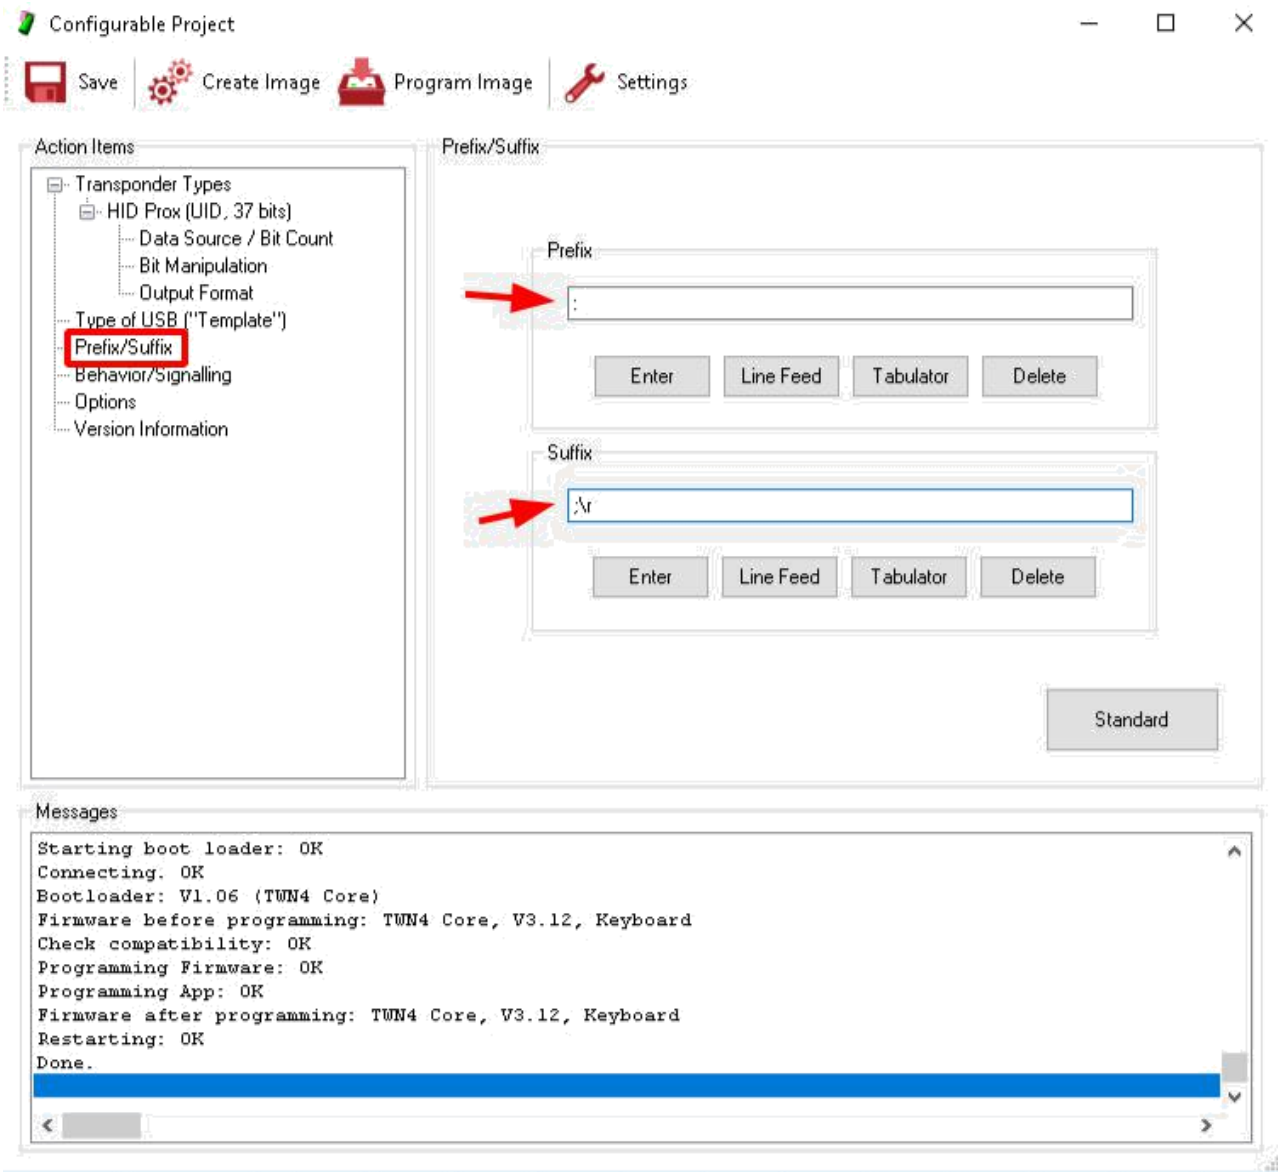 Configurable Project
Save
Create Image
Program Image
Settings
Action Items
Transponder Types
HID Prox (UID, 37 bits)
Data Source / Bit Count
Bit Manipulation
Output Format
Type of USB ("Template")
Prefix/Suffix
Behavior/Signalling
Options
Version Information
Prefix/Suffix
Prefix
:
Enter
Line Feed
Tabulator
Delete
Suffix
;\r
Enter
Line Feed
Tabulator
Delete
Standard
Messages
Starting boot loader: OK
Connecting. OK
Bootloader: V1.06 (TWN4 Core)
Firmware before programming: TWN4 Core, V3.12, Keyboard
Check compatibility: OK
Programming Firmware: OK
Programming App: OK
Firmware after programming: TWN4 Core, V3.12, Keyboard
Restarting: OK
Done.